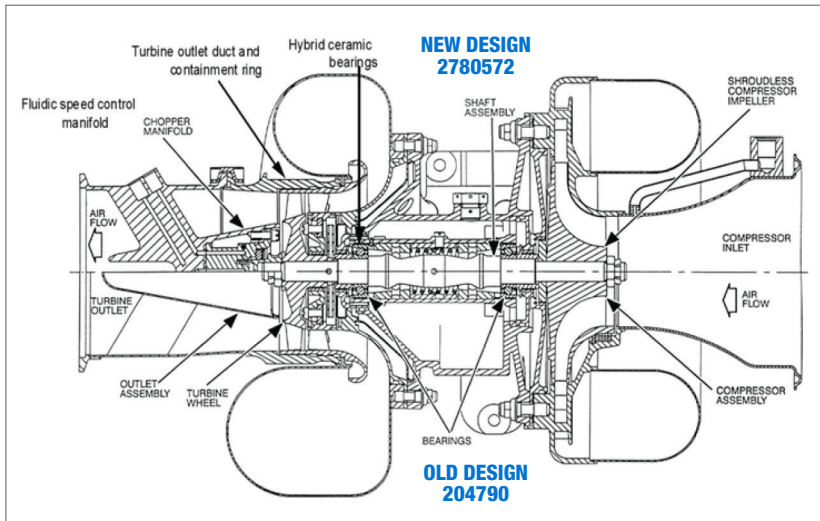 Turbine outlet duct and
containment ring
Hybrid ceramic
bearings
NEW DESIGN
2780572
SHROUDLESS
COMPRESSOR
IMPELLER
Fluidic speed control
manifold
CHOPPER
MANIFOLD
SHAFT
ASSEMBLY
AIR
FLOW
COMPRESSOR
INLET
TURBINE
OUTLET
AIR
FLOW
OUTLET
ASSEMBLY
TURBINE
WHEEL
BEARINGS
COMPRESSOR
ASSEMBLY
OLD DESIGN
204790